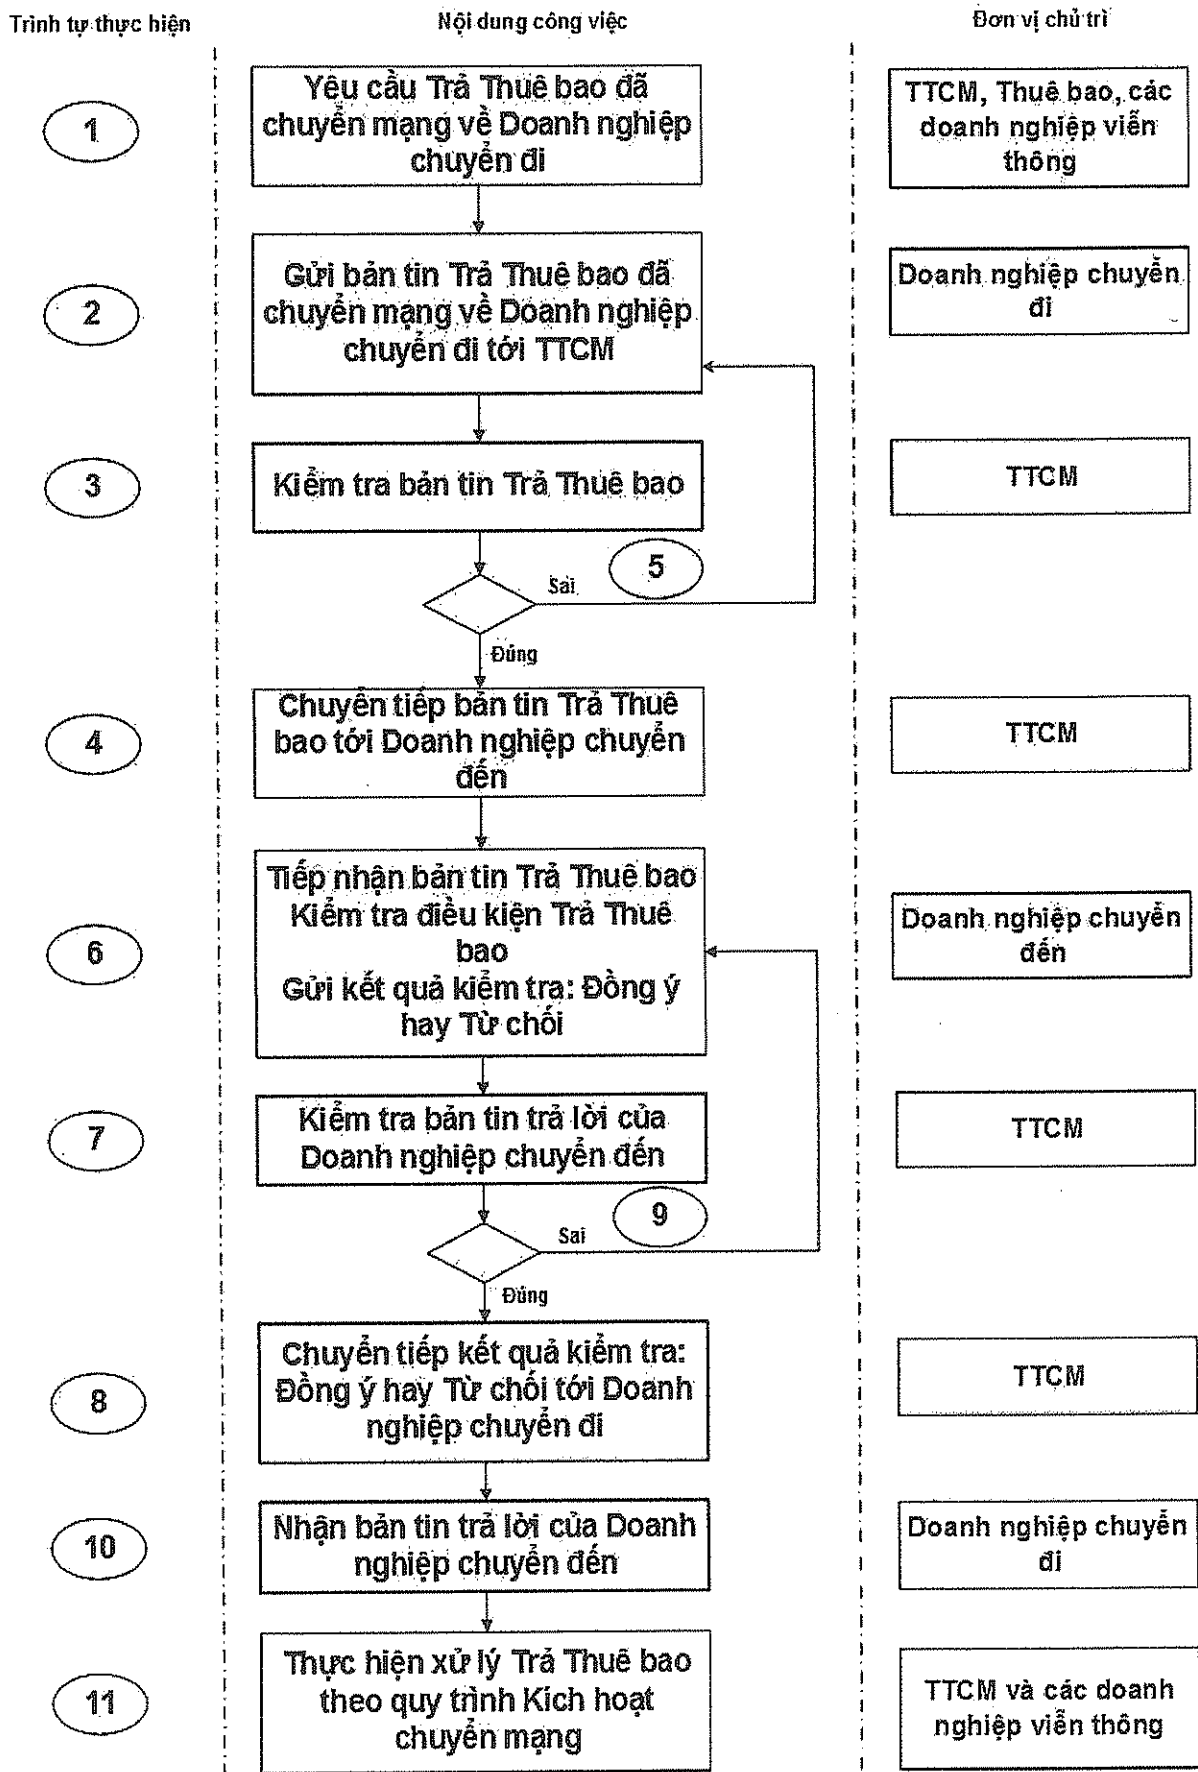 Trình tự thực hiện
Nội dung công việc
Đơn vị chủ trì
1
Yêu cầu Trả Thuê bao đã
chuyển mạng về Doanh nghiệp
chuyển đi
TTCM, Thuê bao, các
doanh nghiệp viễn
thông
2
Gửi bản tin Trả Thuê bao đã
chuyển mạng về Doanh nghiệp
chuyển đi tới TTCM
Doanh nghiệp chuyển
đi
3
Kiểm tra bản tin Trả Thuê bao
TTCM
5
Sai
Đúng
4
Chuyển tiếp bản tin Trả Thuê
bao tới Doanh nghiệp chuyển
đến
TTCM
6
Tiếp nhận bản tin Trả Thuê bao
Kiểm tra điều kiện Trả Thuê
bao
Gửi kết quả kiểm tra: Đồng ý
hay Từ chối
Doanh nghiệp chuyển
đến
7
Kiểm tra bản tin trả lời của
Doanh nghiệp chuyển đến
TTCM
9
Sai
Đúng
8
Chuyển tiếp kết quả kiểm tra:
Đồng ý hay Từ chối tới Doanh
nghiệp chuyển đi
TTCM
10
Nhận bản tin trả lời của Doanh
nghiệp chuyển đến
Doanh nghiệp chuyển
đi
11
Thực hiện xử lý Trả Thuê bao
theo quy trình Kích hoạt
chuyển mạng
TTCM và các doanh
nghiệp viễn thông